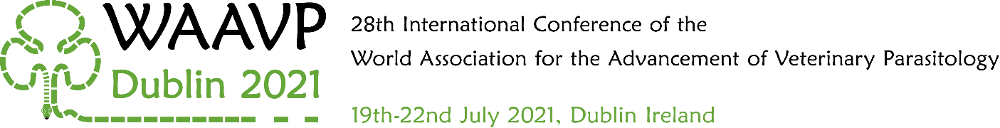 WAAVP
Dublin 2021
28th International Conference of the
World Association for the Advancement of Veterinary Parasitology
19th-22nd July 2021, Dublin Ireland